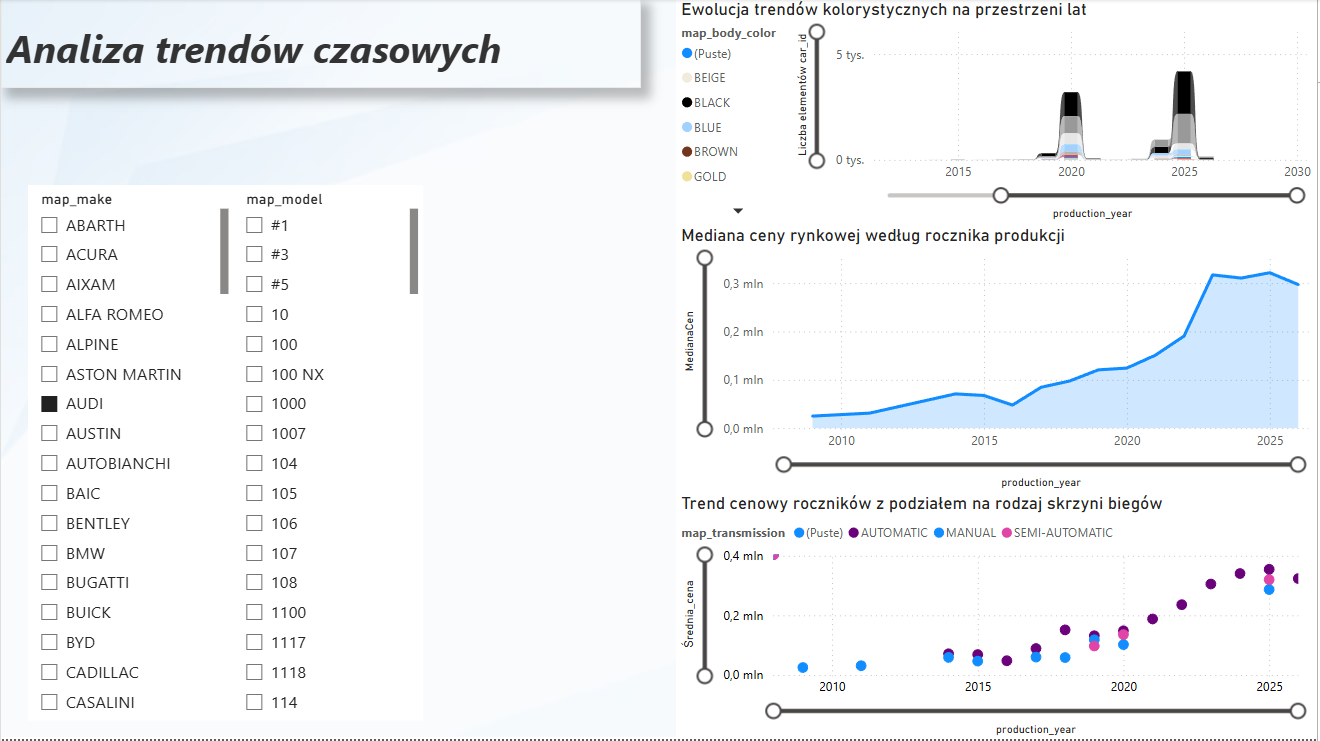 Analiza trendów czasowych
map_make
ABARTH
ACURA
AIXAM
ALFA ROMEO
ALPINE
ASTON MARTIN
AUDI
AUSTIN
AUTOBIANCHI
BAIC
BENTLEY
BMW
BUGATTI
BUICK
BYD
CADILLAC
CASALINI
map_model
#1
#3
#5
10
100
100 NX
1000
1007
104
105
106
107
108
1100
1117
1118
114
Ewolucja trendów kolorystycznych na przestrzeni lat
map_body_color
(Puste)
BEIGE
BLACK
BLUE
BROWN
GOLD
Liczba elementów car_id
5 tys.
0 tys.
2015 2020 2025 2030
production_year
Mediana ceny rynkowej według rocznika produkcji
MedianaCen
0,3 mln
0,2 mln
0,1 mln
0,0 mln
2010 2015 2020 2025
production_year
Trend cenowy roczników z podziałem na rodzaj skrzyni biegów
map_transmission (Puste) AUTOMATIC MANUAL SEMI-AUTOMATIC
Średnia_cena
0,4 mln
0,2 mln
0,0 mln
2010 2015 2020 2025
production_year